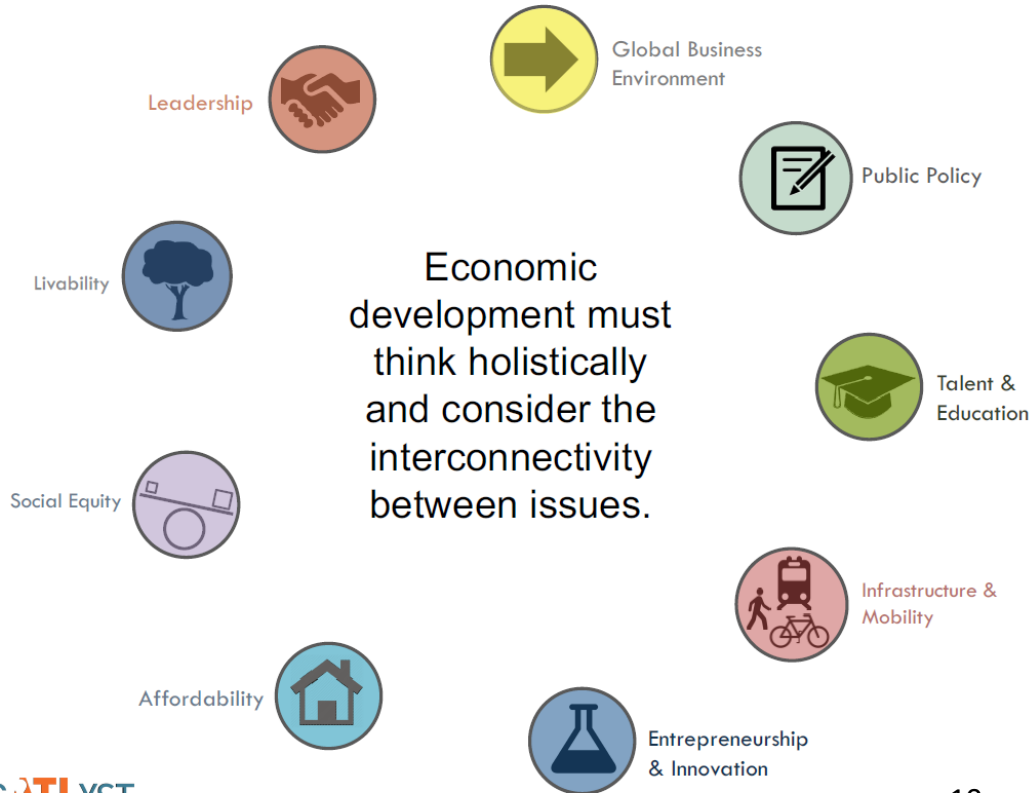 Global Business
Environment
Leadership
Public Policy
Livability
Economic
development must
think holistically
and consider the
interconnectivity
between issues.
Talent &
Education
Social Equity
Infrastructure &
Mobility
Affordability
Entrepreneurship
& Innovation